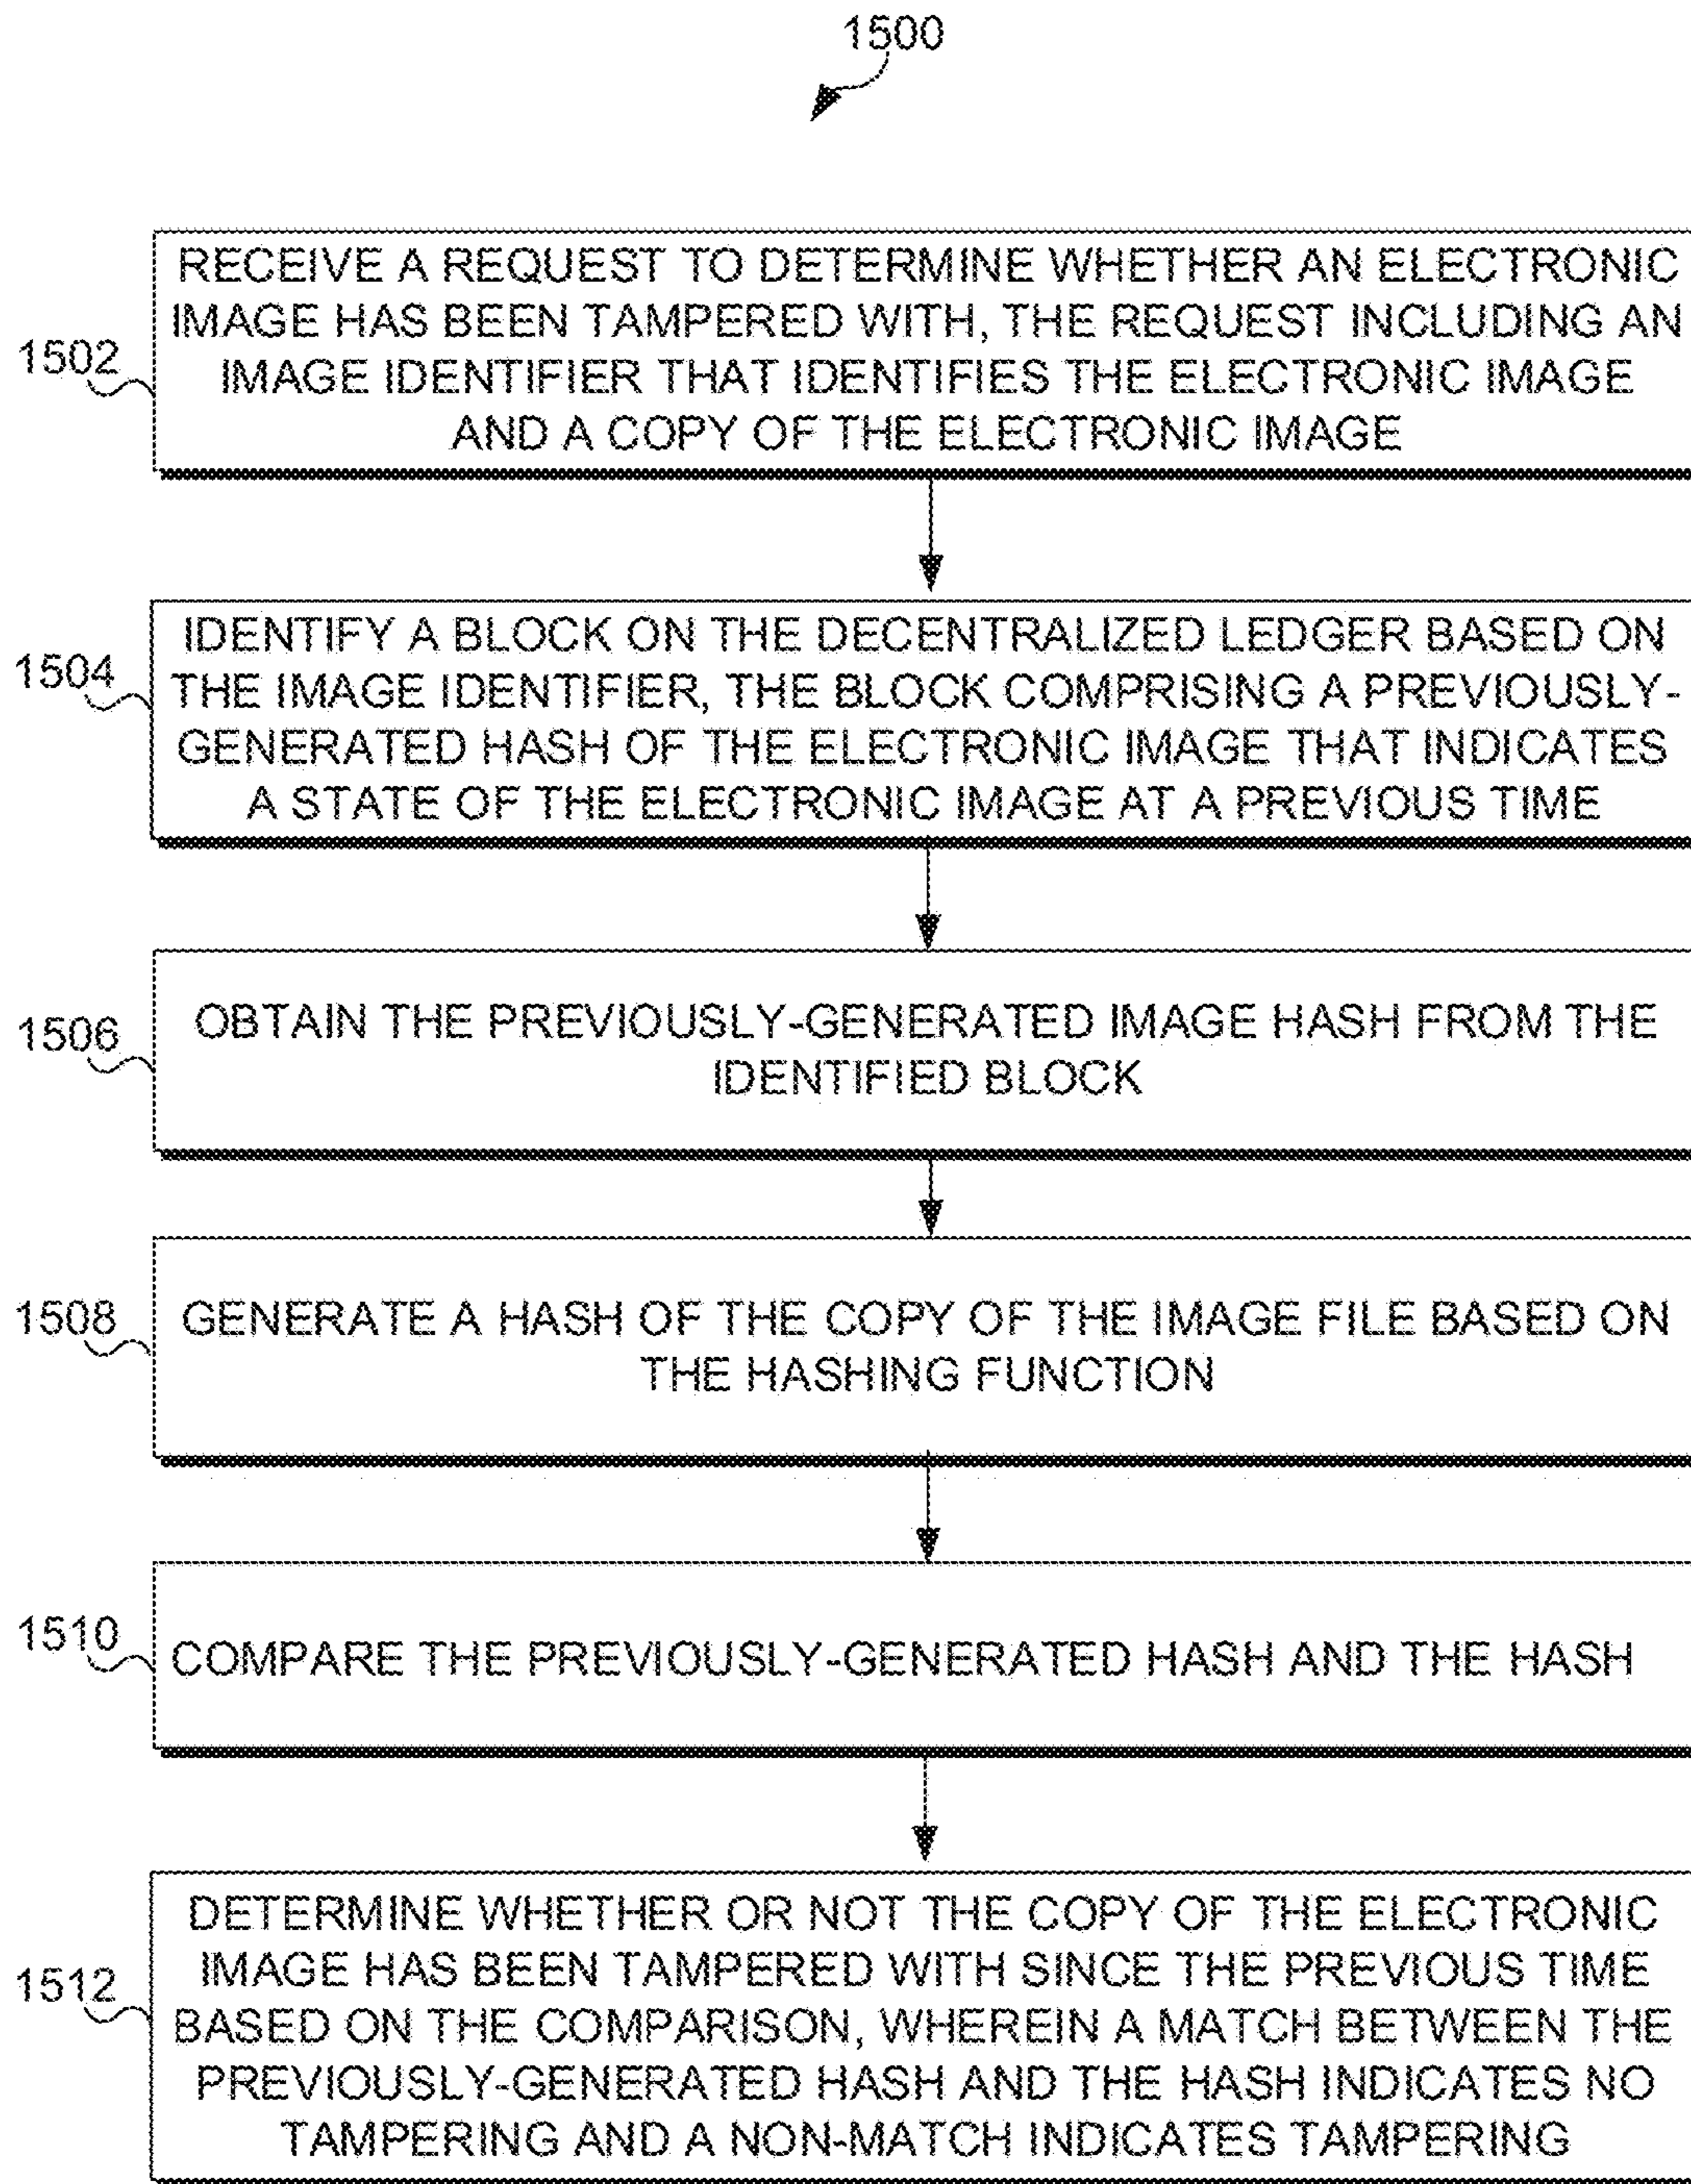 1500
RECEIVE A REQUEST TO DETERMINE WHETHER AN ELECTRONIC
IMAGE HAS BEEN TAMPERED WITH, THE REQUEST INCLUDING AN
IMAGE IDENTIFIER THAT IDENTIFIES THE ELECTRONIC IMAGE
AND A COPY OF THE ELECTRONIC IMAGE
1502
IDENTIFY A BLOCK ON THE DECENTRALIZED LEDGER BASED ON
THE IMAGE IDENTIFIER, THE BLOCK COMPRISING A PREVIOUSLY-
GENERATED HASH OF THE ELECTRONIC IMAGE THAT INDICATES
A STATE OF THE ELECTRONIC IMAGE AT A PREVIOUS TIME
1504
OBTAIN THE PREVIOUSLY-GENERATED IMAGE HASH FROM THE
IDENTIFIED BLOCK
1506
GENERATE A HASH OF THE COPY OF THE IMAGE FILE BASED ON
THE HASHING FUNCTION
1508
COMPARE THE PREVIOUSLY-GENERATED HASH AND THE HASH
1510
DETERMINE WHETHER OR NOT THE COPY OF THE ELECTRONIC
IMAGE HAS BEEN TAMPERED WITH SINCE THE PREVIOUS TIME
BASED ON THE COMPARISON, WHEREIN A MATCH BETWEEN THE
PREVIOUSLY-GENERATED HASH AND THE HASH INDICATES NO
TAMPERING AND A NON-MATCH INDICATES TAMPERING
1512